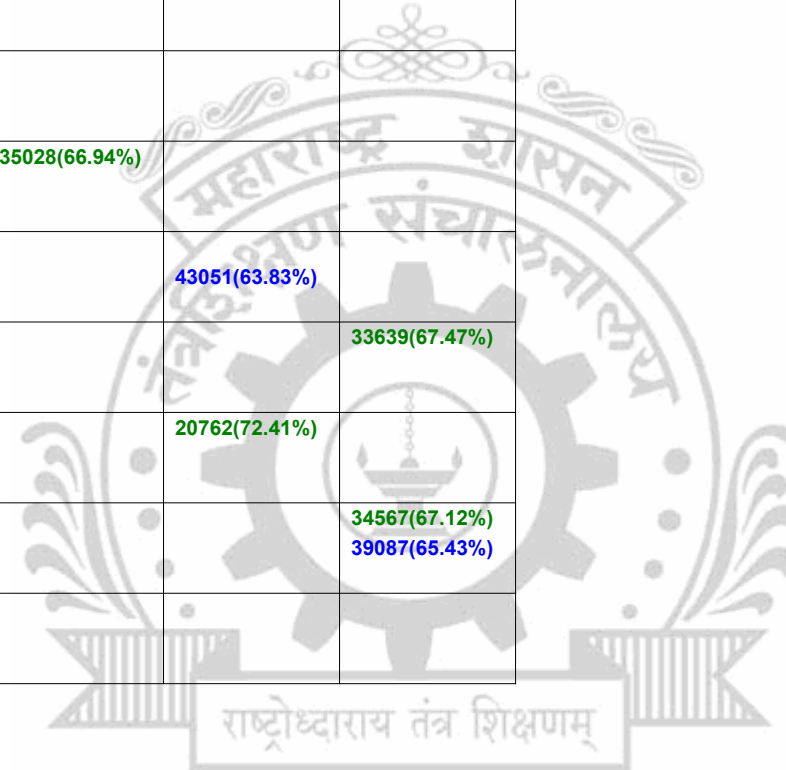 महाराष्ट्र शासन
तंत्रशिक्षण संचालनालय
35028(66.94%)
43051(63.83%)
33639(67.47%)
20762(72.41%)
34567(67.12%)
39087(65.43%)
राष्ट्रोध्दाराय तंत्र शिक्षणम्